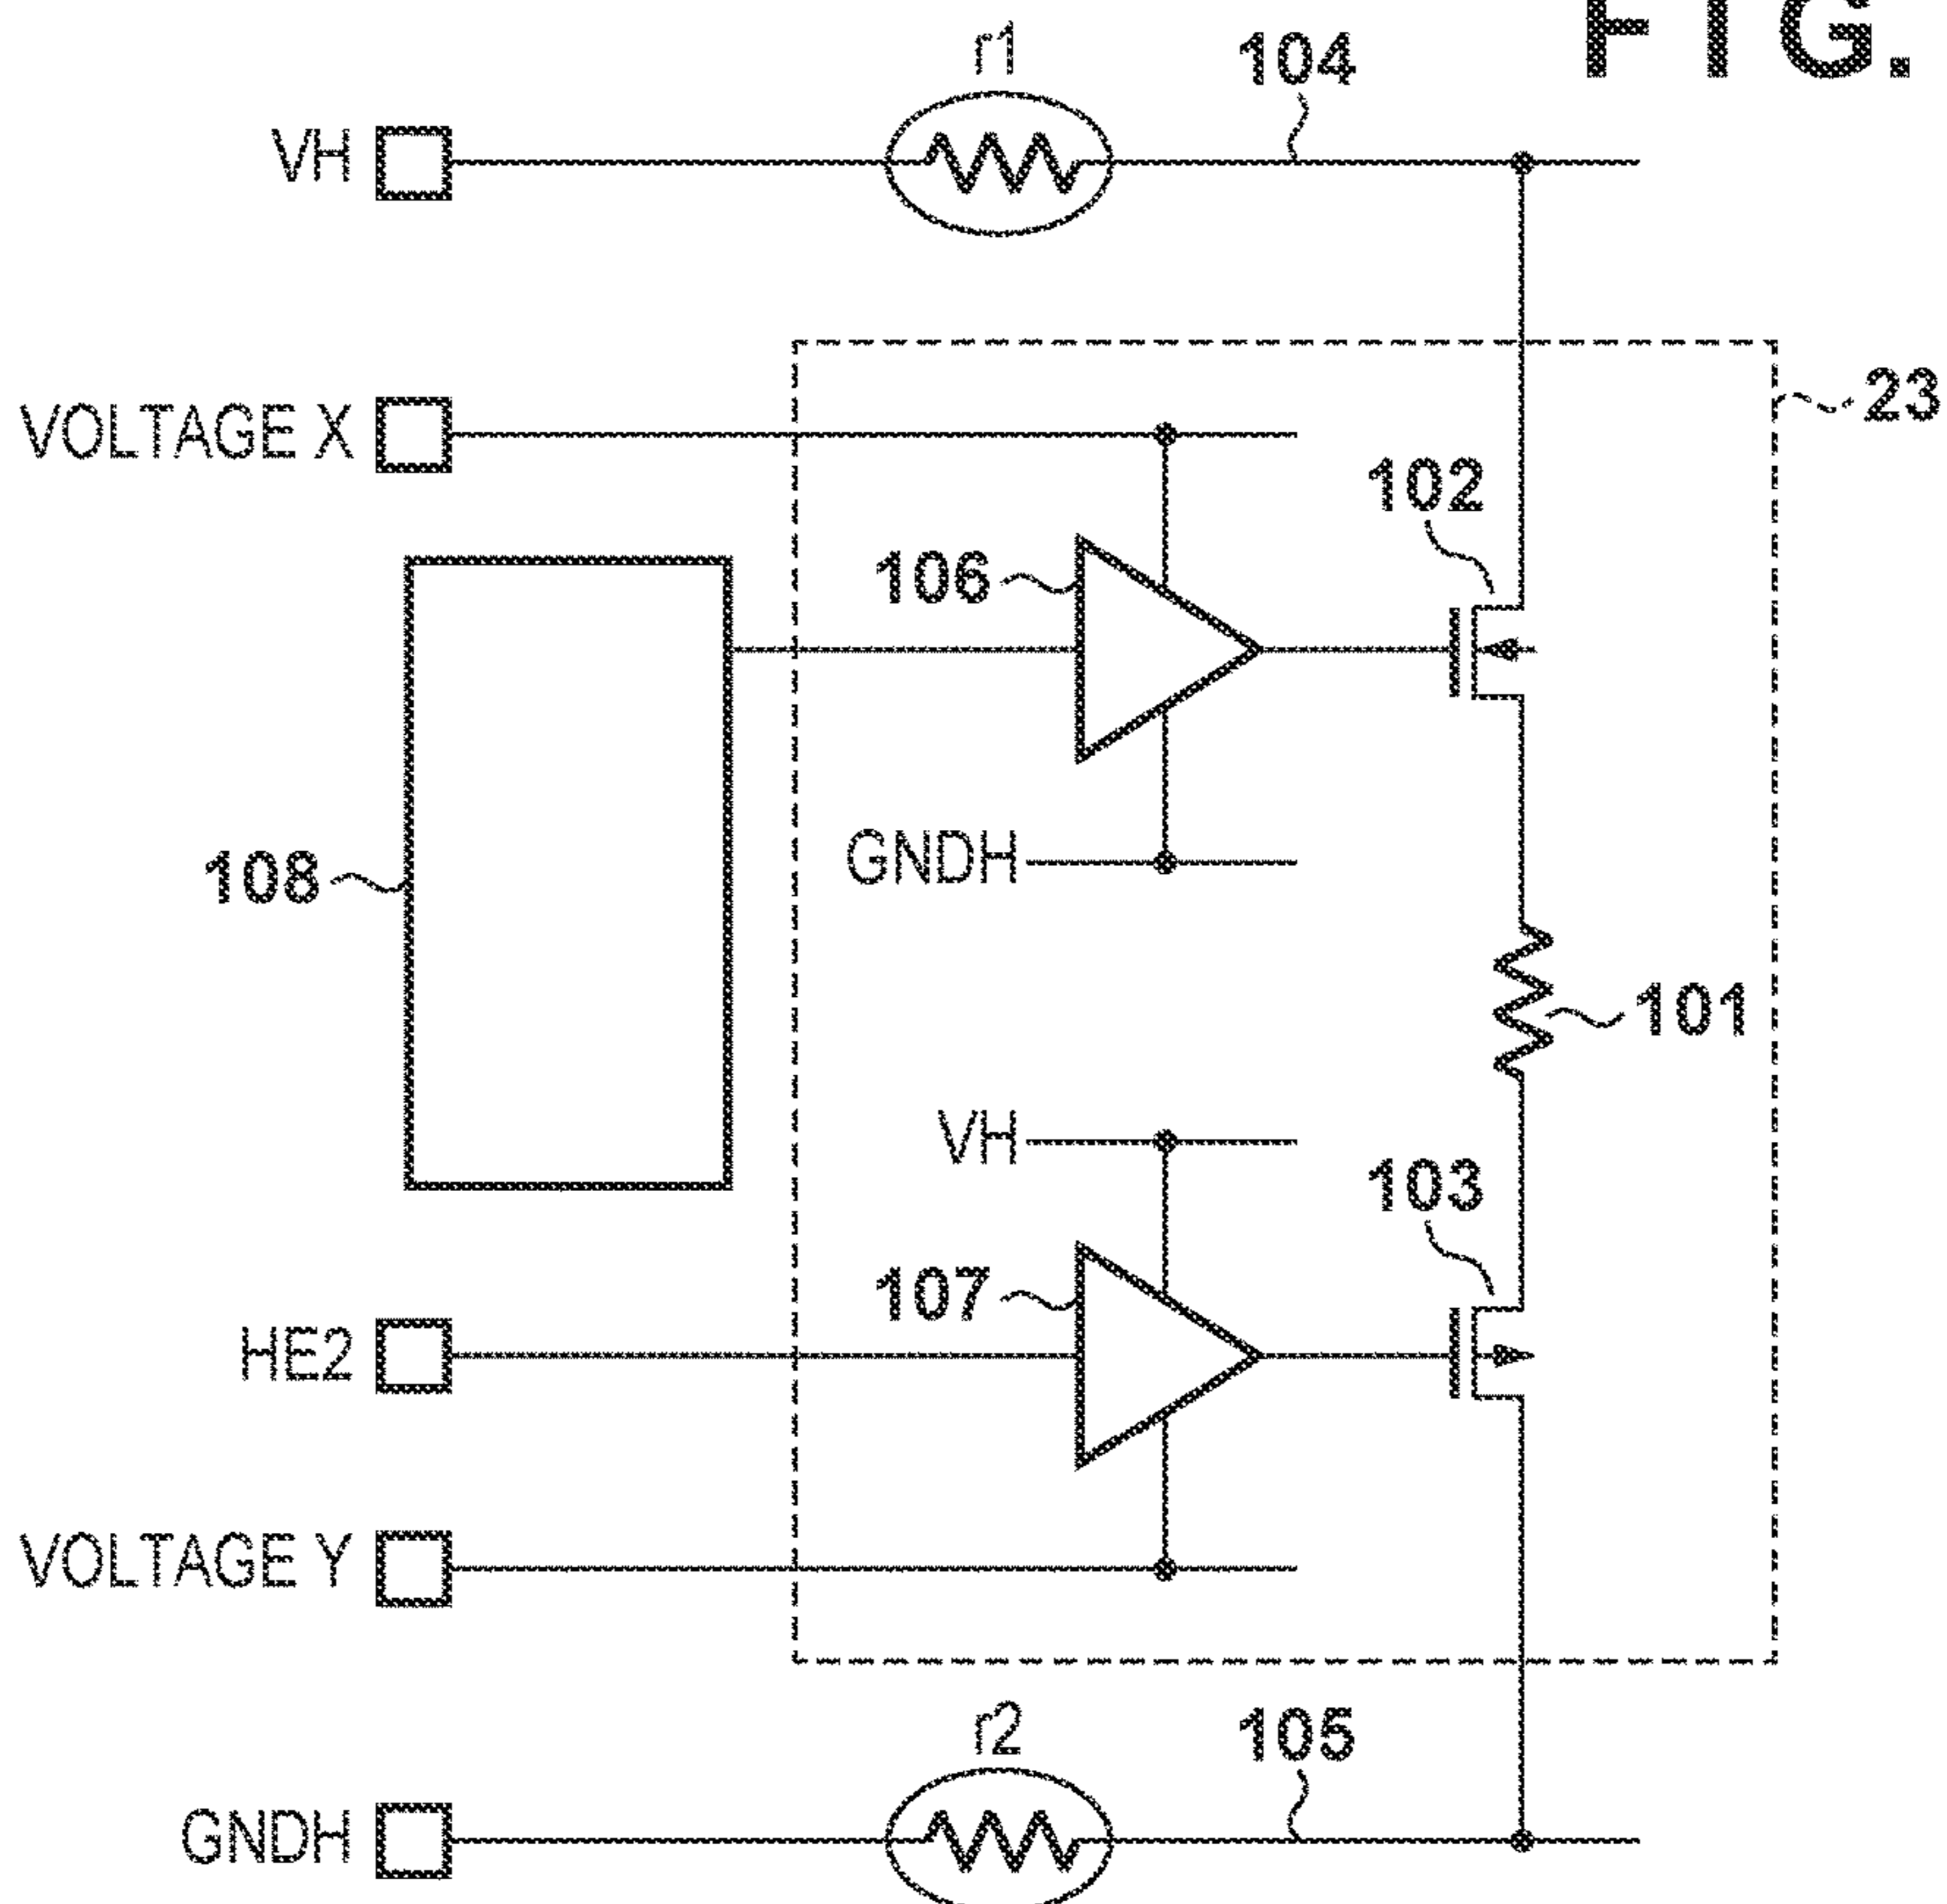 FIG.
r1
104
VH
VOLTAGE X
23
102
106
GNDH
108
101
VH
103
107
HE2
VOLTAGE Y
r2
105
GNDH